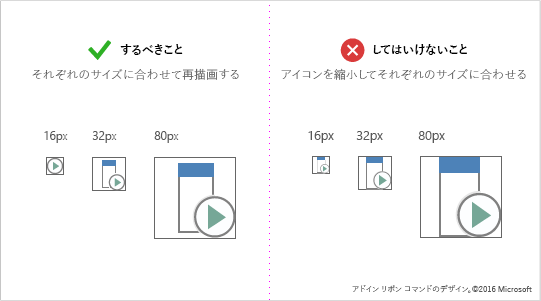 するべきこと
それぞれのサイズに合わせて再描画する
16px 32px 80px
してはいけないこと
アイコンを縮小してそれぞれのサイズに合わせる
16px 32px 80px
アドイン リボン コマンドのデザイン。©2016 Microsoft